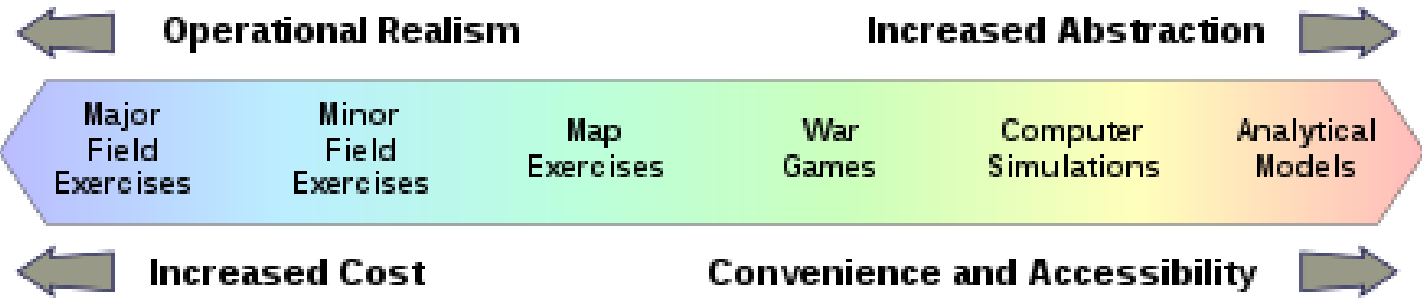 Operational Realism
Increased Abstraction
Major
Field
Exercises
Minor
Field
Exercises
Map
Exercises
War
Games
Computer
Simulations
Analytical
Models
Increased Cost
Convenience and Accessibility